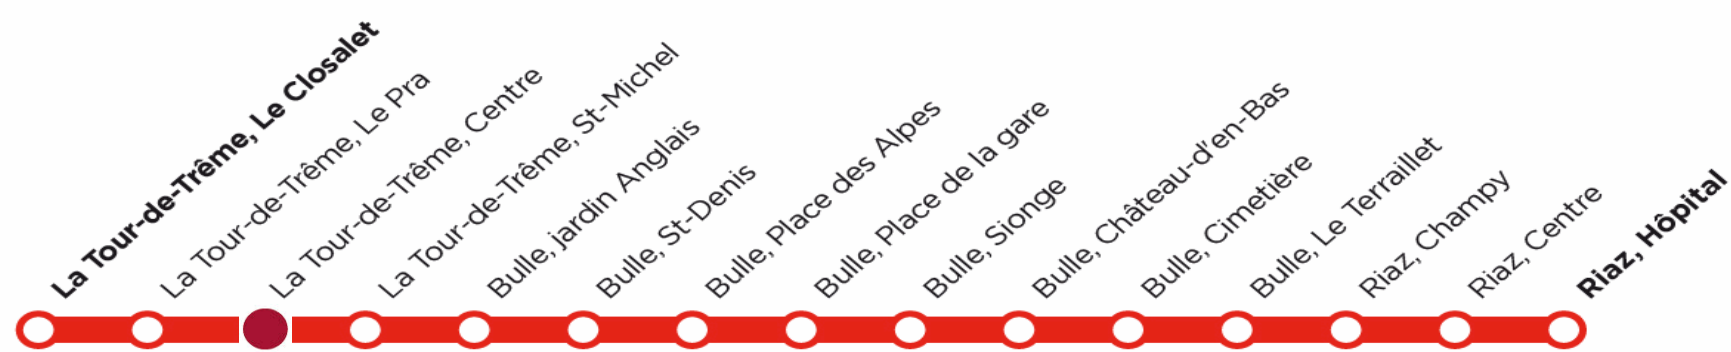 La Tour-de-Trême, Le Closalet
La Tour-de-Trême, Le Pra
La Tour-de-Trême, Centre
La Tour-de-Trême, St-Michel
Bulle, jardin Anglais
Bulle, St-Denis
Bulle, Place des Alpes
Bulle, Place de la gare
Bulle, Sionge
Bulle, Château-d'en-Bas
Bulle, Cimetière
Bulle, Le Terraillet
Riaz, Champy
Riaz, Centre
Riaz, Hôpital